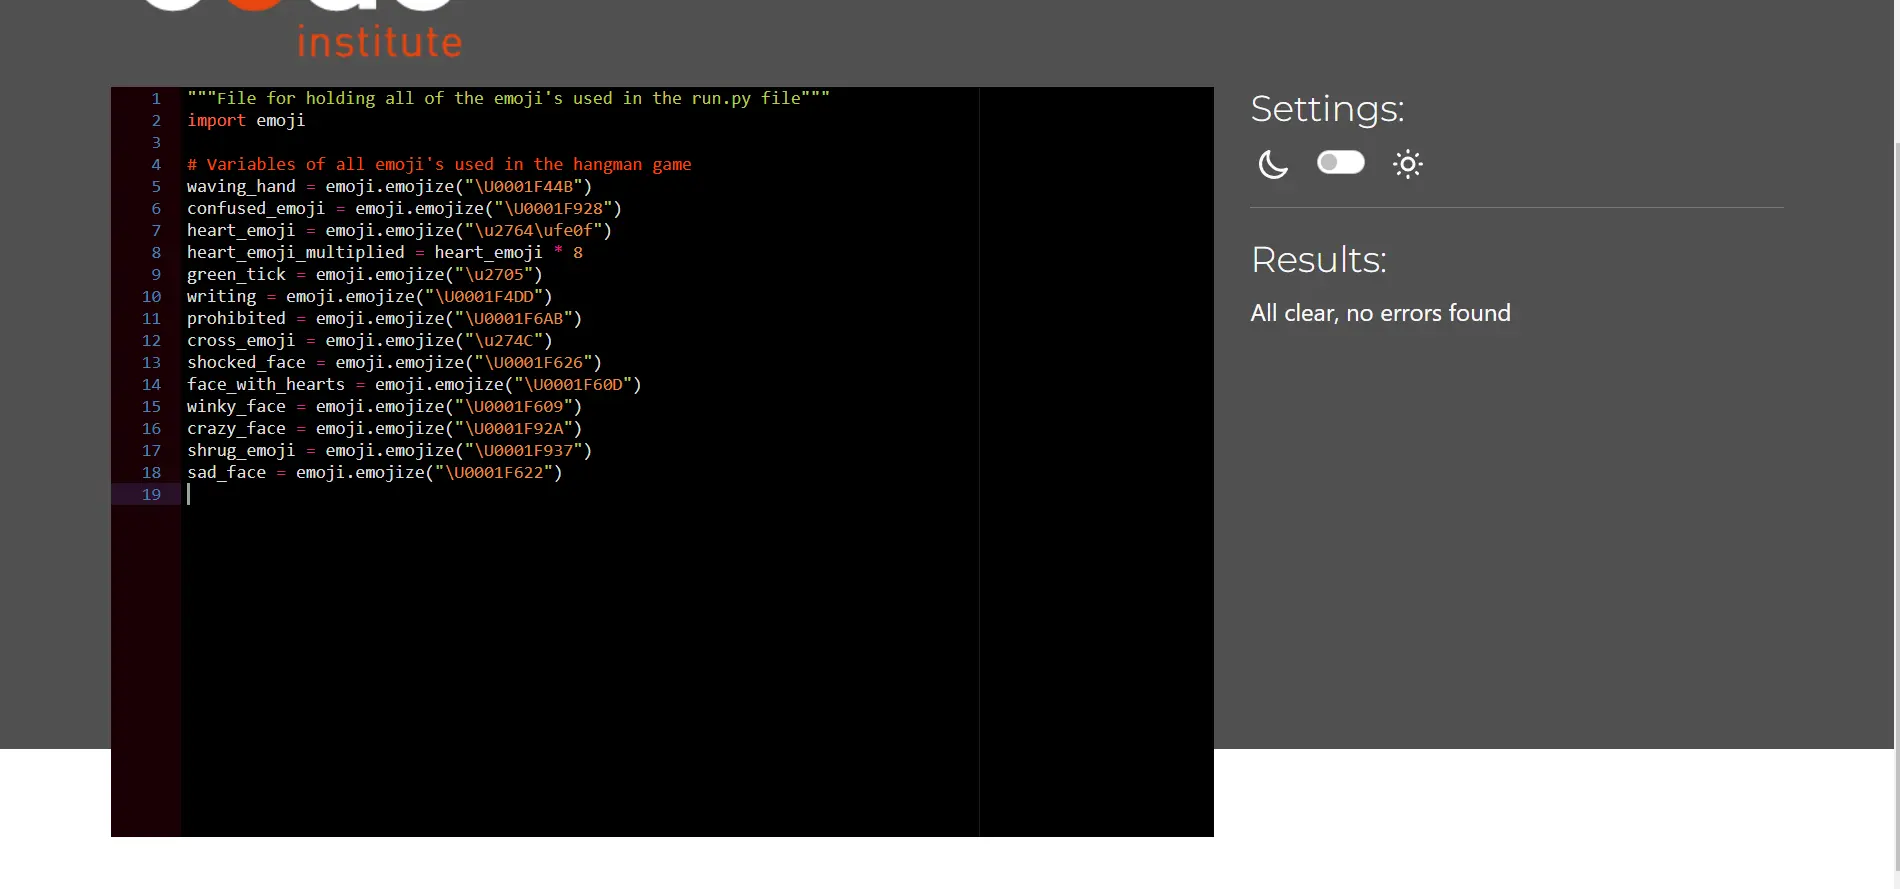 institute
1 """File for holding all of the emoji's used in the run.py file"""
2 import emoji
3
4 # Variables of all emoji's used in the hangman game
5 waving_hand = emoji.emojize("\U0001F44B")
6 confused_emoji = emoji.emojize("\U0001F928")
7 heart_emoji = emoji.emojize("\u2764\ufe0f")
8 heart_emoji_multiplied = heart_emoji * 8
9 green_tick = emoji.emojize("\u2705")
10 writing = emoji.emojize("\U0001F4DD")
11 prohibited = emoji.emojize("\U0001F6AB")
12 cross_emoji = emoji.emojize("\u274C")
13 shocked_face = emoji.emojize("\U0001F626")
14 face_with_hearts = emoji.emojize("\U0001F60D")
15 winky_face = emoji.emojize("\U0001F609")
16 crazy_face = emoji.emojize("\U0001F92A")
17 shrug_emoji = emoji.emojize("\U0001F937")
18 sad_face = emoji.emojize("\U0001F622")
19
Settings:
Results:
All clear, no errors found